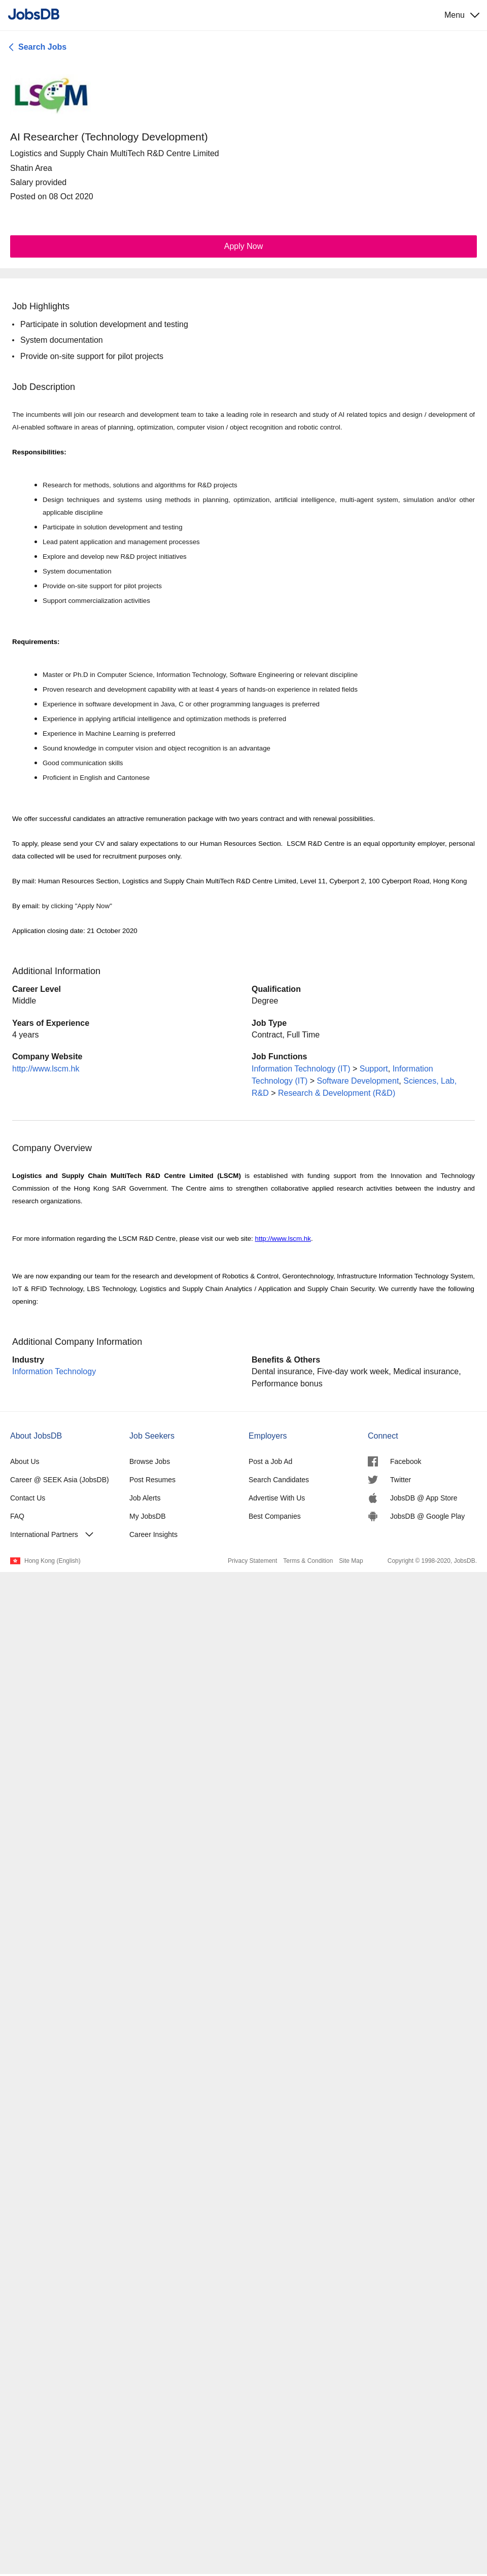 JobsDB
Menu
Search Jobs
LSCM
AI Researcher (Technology Development)
Logistics and Supply Chain MultiTech R&D Centre Limited
Shatin Area
Salary provided
Posted on 08 Oct 2020
Apply Now
Job Highlights
• Participate in solution development and testing
• System documentation
• Provide on-site support for pilot projects
Job Description
The incumbents will join our research and development team to take a leading role in research and study of AI related topics and design / development of
AI-enabled software in areas of planning, optimization, computer vision / object recognition and robotic control.
Responsibilities:
• Research for methods, solutions and algorithms for R&D projects
• Design techniques and systems using methods in planning, optimization, artificial intelligence, multi-agent system, simulation and/or other
applicable discipline
• Participate in solution development and testing
• Lead patent application and management processes
• Explore and develop new R&D project initiatives
• System documentation
• Provide on-site support for pilot projects
• Support commercialization activities
Requirements:
• Master or Ph.D in Computer Science, Information Technology, Software Engineering or relevant discipline
• Proven research and development capability with at least 4 years of hands-on experience in related fields
• Experience in software development in Java, C or other programming languages is preferred
• Experience in applying artificial intelligence and optimization methods is preferred
• Experience in Machine Learning is preferred
• Sound knowledge in computer vision and object recognition is an advantage
• Good communication skills
• Proficient in English and Cantonese
We offer successful candidates an attractive remuneration package with two years contract and with renewal possibilities.
To apply, please send your CV and salary expectations to our Human Resources Section. LSCM R&D Centre is an equal opportunity employer, personal
data collected will be used for recruitment purposes only.
By mail: Human Resources Section, Logistics and Supply Chain MultiTech R&D Centre Limited, Level 11, Cyberport 2, 100 Cyberport Road, Hong Kong
By email: by clicking "Apply Now"
Application closing date: 21 October 2020
Additional Information
Career Level
Middle
Qualification
Degree
Years of Experience
4 years
Job Type
Contract, Full Time
Company Website
http://www.lscm.hk
Job Functions
Information Technology (IT) > Support, Information
Technology (IT) > Software Development, Sciences, Lab,
R&D > Research & Development (R&D)
Company Overview
Logistics and Supply Chain MultiTech R&D Centre Limited (LSCM) is established with funding support from the Innovation and Technology
Commission of the Hong Kong SAR Government. The Centre aims to strengthen collaborative applied research activities between the industry and
research organizations.
For more information regarding the LSCM R&D Centre, please visit our web site: http://www.lscm.hk.
We are now expanding our team for the research and development of Robotics & Control, Gerontechnology, Infrastructure Information Technology System,
IoT & RFID Technology, LBS Technology, Logistics and Supply Chain Analytics / Application and Supply Chain Security. We currently have the following
opening:
Additional Company Information
Industry
Information Technology
Benefits & Others
Dental insurance, Five-day work week, Medical insurance,
Performance bonus
About JobsDB
About Us
Career @ SEEK Asia (JobsDB)
Contact Us
FAQ
International Partners
Job Seekers
Browse Jobs
Post Resumes
Job Alerts
My JobsDB
Career Insights
Employers
Post a Job Ad
Search Candidates
Advertise With Us
Best Companies
Connect
Facebook
Twitter
JobsDB @ App Store
JobsDB @ Google Play
Hong Kong (English)
Privacy Statement Terms & Condition Site Map
Copyright © 1998-2020, JobsDB.